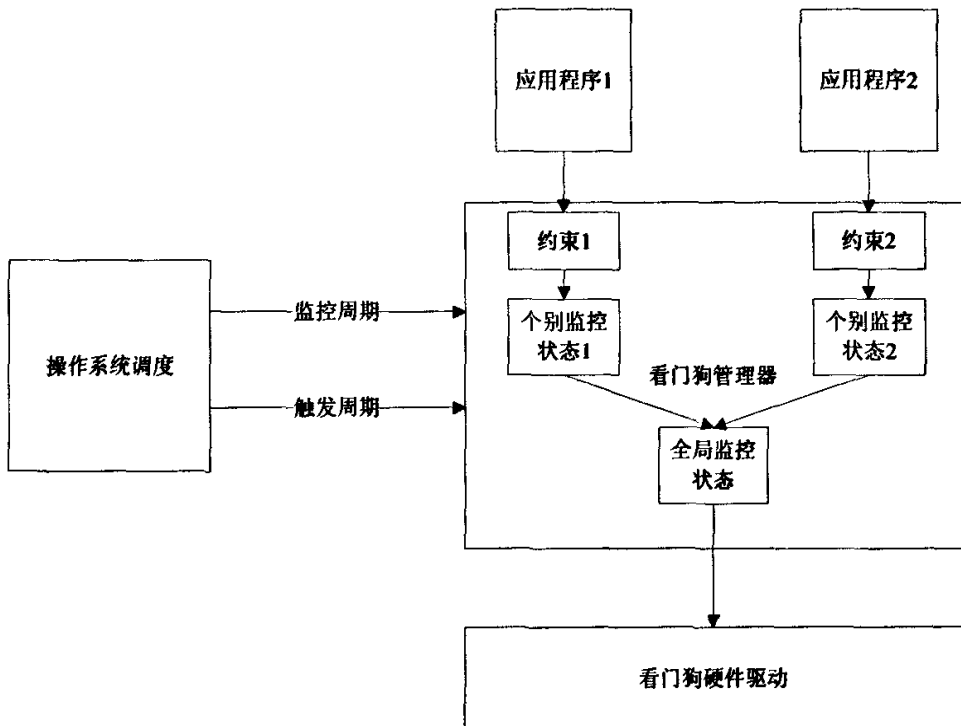 应用程序1
应用程序2
约束1
约束2
监控周期
个别监控
状态1
个别监控
状态2
操作系统调度
看门狗管理器
触发周期
全局监控
状态
看门狗硬件驱动